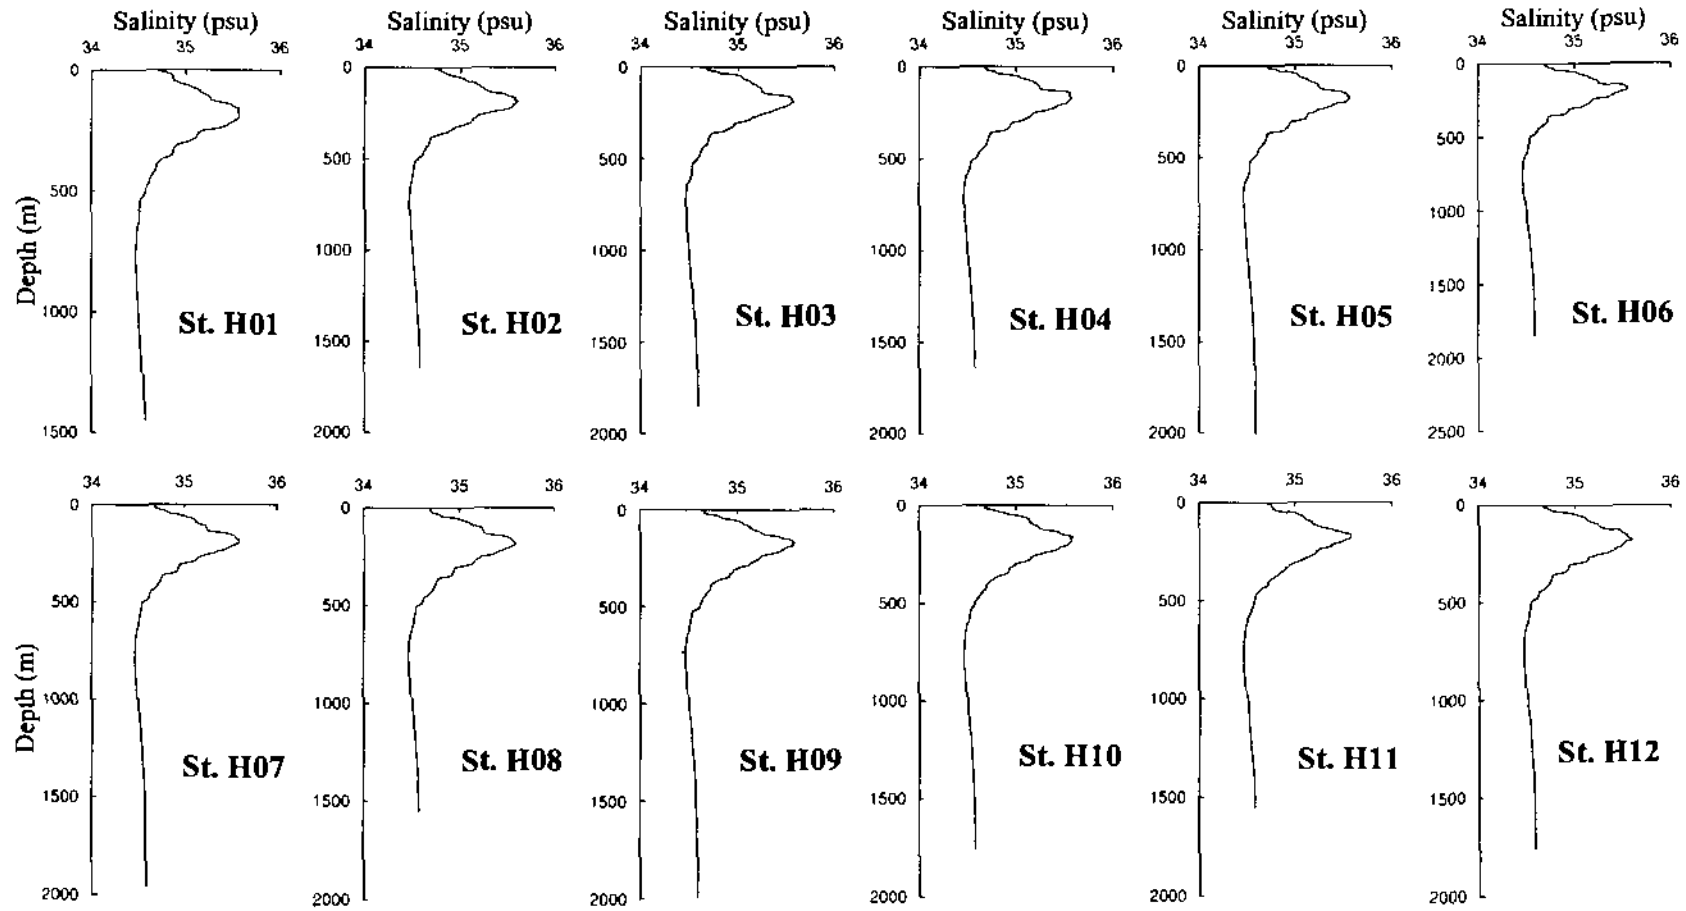 Salinity (psu) Salinity (psu) Salinity (psu) Salinity (psu) Salinity (psu) Salinity (psu)
34 35 36 34 35 36 34 35 36 34 35 36 34 35 36 34 35 36
0 0 0 0 0 0
500 500 500 500 500 500
1000 1000 1000 1000 1000 1000
1500 1500 1500 1500 1500 1500
2000 2000 2000 2000 2000
2500
Depth (m)
St. H01 St. H02 St. H03 St. H04 St. H05 St. H06
34 35 36 34 35 36 34 35 36 34 35 36 34 35 36 34 35 36
0 0 0 0 0 0
500 500 500 500 500 500
1000 1000 1000 1000 1000 1000
1500 1500 1500 1500 1500 1500
2000 2000 2000 2000 2000 2000
Depth (m)
St. H07 St. H08 St. H09 St. H10 St. H11 St. H12